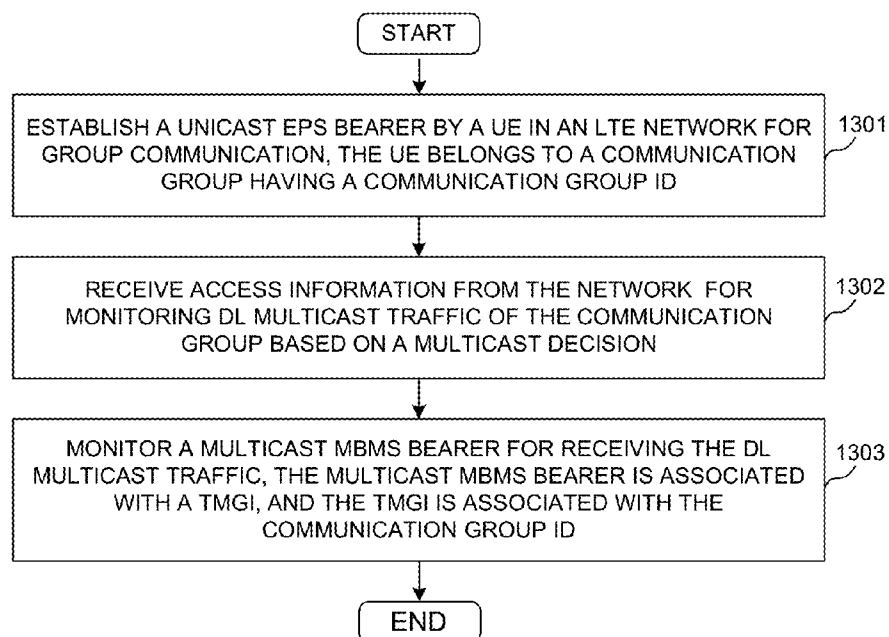 START
ESTABLISH A UNICAST EPS BEARER BY A UE IN AN LTE NETWORK FOR
GROUP COMMUNICATION, THE UE BELONGS TO A COMMUNICATION
GROUP HAVING A COMMUNICATION GROUP ID
1301
RECEIVE ACCESS INFORMATION FROM THE NETWORK FOR
MONITORING DL MULTICAST TRAFFIC OF THE COMMUNICATION
GROUP BASED ON A MULTICAST DECISION
1302
MONITOR A MULTICAST MBMS BEARER FOR RECEIVING THE DL
MULTICAST TRAFFIC, THE MULTICAST MBMS BEARER IS ASSOCIATED
WITH A TMGI, AND THE TMGI IS ASSOCIATED WITH THE
COMMUNICATION GROUP ID
1303
END